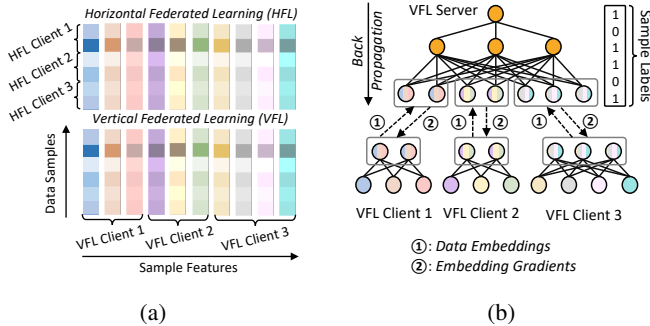 Horizontal Federated Learning (HFL)
HFL Client 1
HFL Client 2
HFL Client 3
Vertical Federated Learning (VFL)
Data Samples
VFL Client 1
VFL Client 2
VFL Client 3
Sample Features
(a)
VFL Server
Back
Propagation
1
0
1
1
0
1
Sample Labels
① ② ① ② ① ②
VFL Client 1 VFL Client 2 VFL Client 3
①: Data Embeddings
②: Embedding Gradients
(b)